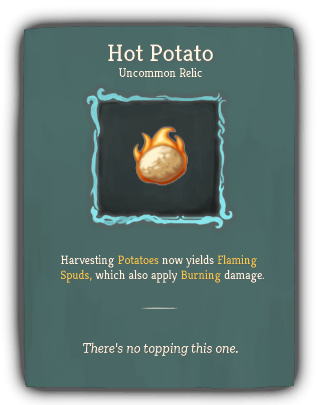 Hot Potato
Uncommon Relic
Harvesting Potatoes now yields Flaming
Spuds, which also apply Burning damage.
There's no topping this one.